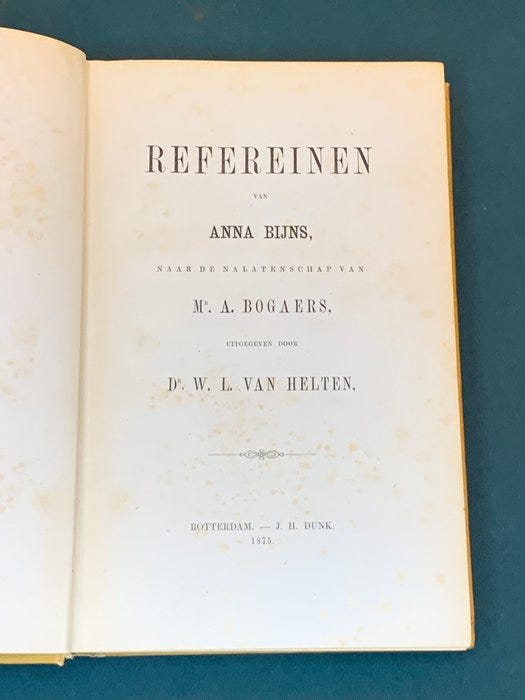 REFEREINEN
VAN
ANNA BIJNS,
NAAR DE NALATENSCHAP VAN
Mr. A. BOGAERS,
UITGEGEVEN DOOR
Dr. W. L. VAN HELTEN.
ROTTERDAM. — J. H. DUNK.
1875.